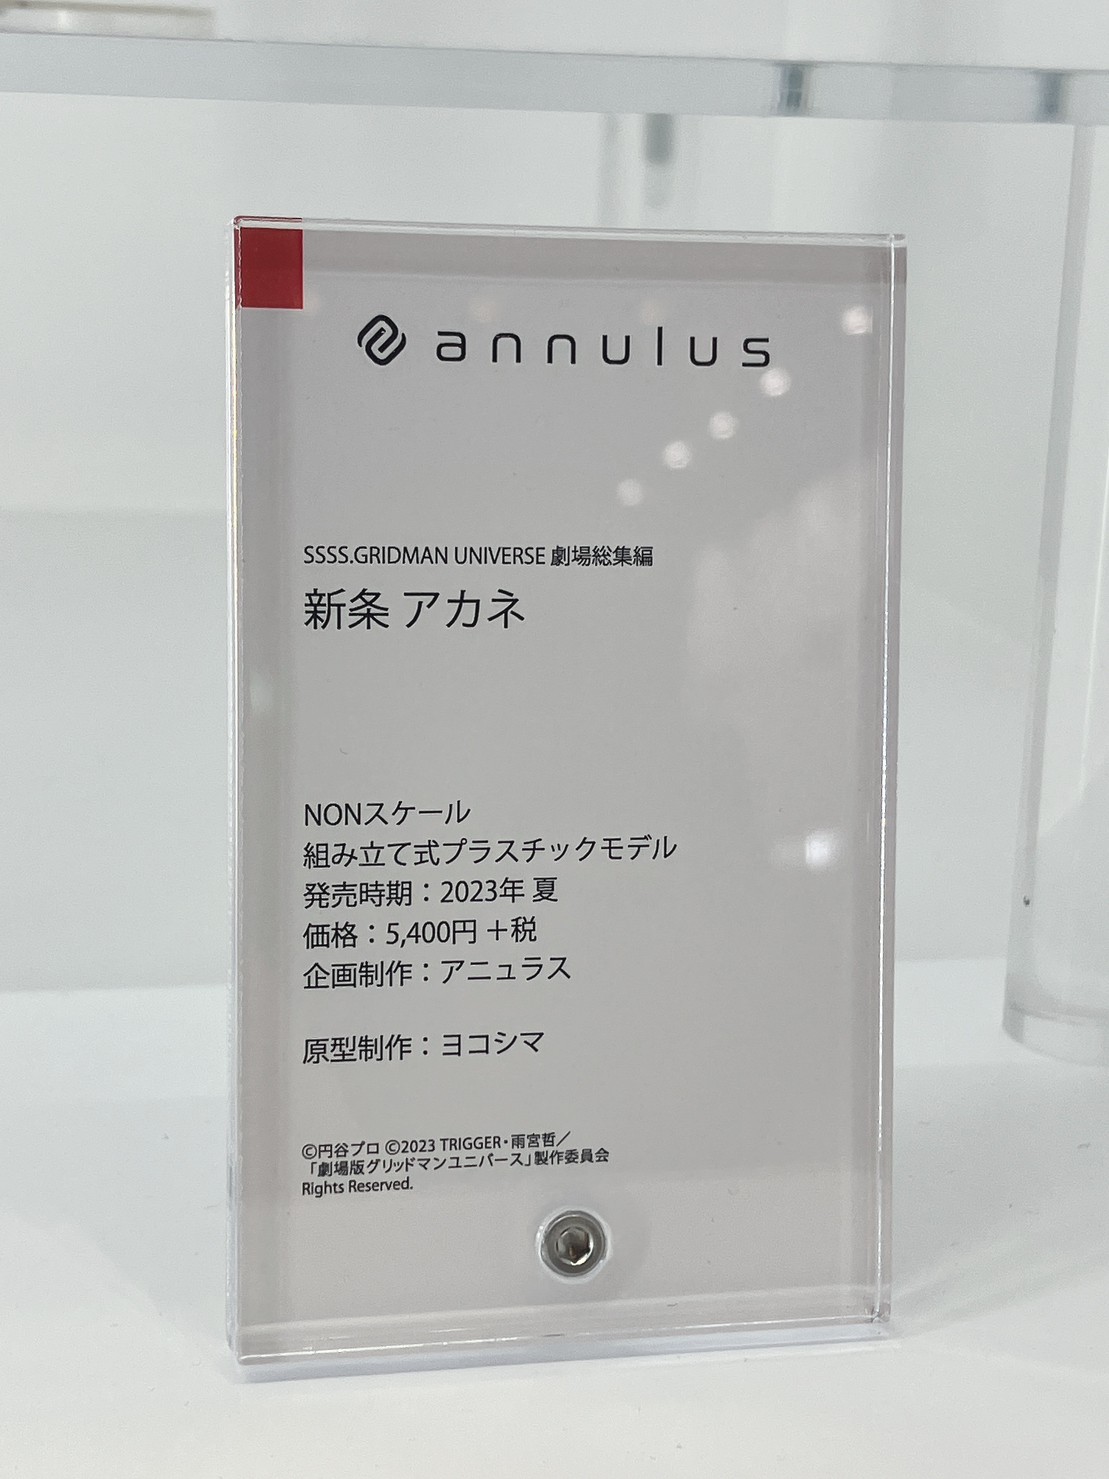 annulus
SSSS.GRIDMAN UNIVERSE 劇場総集編
新条 アカネ
NONスケール
組み立て式プラスチックモデル
発売時期：2023年 夏
価格：5,400円＋税
企画制作：アニュラス
原型制作：ヨコシマ
©円谷プロ ©2023 TRIGGER・雨宮哲／
「劇場版グリッドマンユニバース」製作委員会
Rights Reserved.